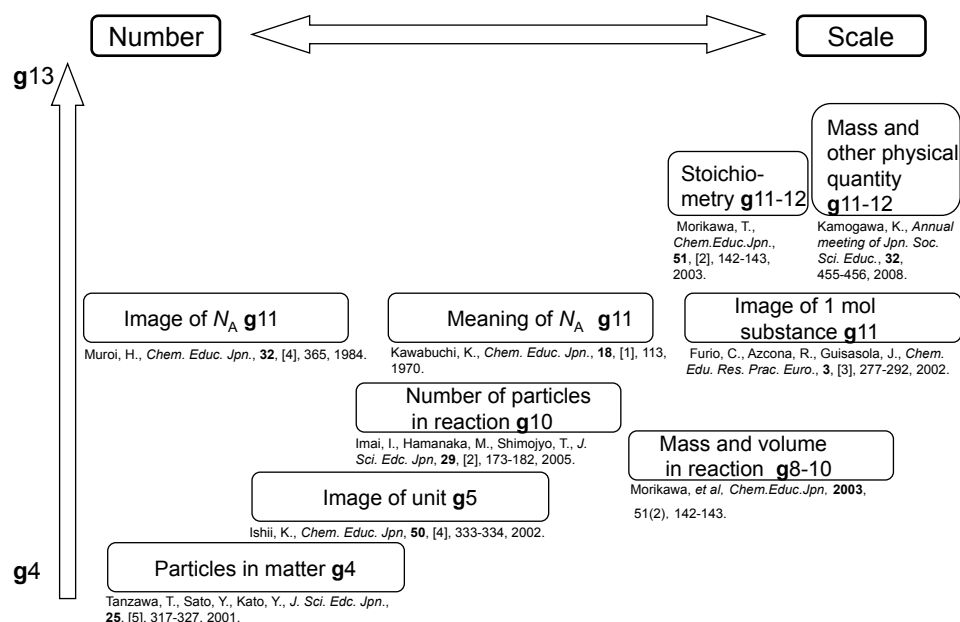 Number
Scale
g13
Mass and
other physical
quantity
g11-12
Stoichio-
metry g11-12
Kamogawa, K., Annual
meeting of Jpn. Soc.
Sci. Educ., 32,
455-456, 2008.
Morikawa, T.,
Chem.Educ.Jpn.,
51, [2], 142-143,
2003.
Image of NA g11
Muroi, H., Chem. Educ. Jpn., 32, [4], 365, 1984.
Meaning of NA g11
Kawabuchi, K., Chem. Educ. Jpn., 18, [1], 113,
1970.
Image of 1 mol
substance g11
Furio, C., Azcona, R., Guisasola, J., Chem.
Edu. Res. Prac. Euro., 3, [3], 277-292, 2002.
Number of particles
in reaction g10
Imai, I., Hamanaka, M., Shimojyo, T., J.
Sci. Edc. Jpn, 29, [2], 173-182, 2005.
Mass and volume
in reaction g8-10
Morikawa, et al, Chem.Educ.Jpn, 2003,
51(2), 142-143.
Image of unit g5
Ishii, K., Chem. Educ. Jpn, 50, [4], 333-334, 2002.
g4
Particles in matter g4
Tanzawa, T., Sato, Y., Kato, Y., J. Sci. Edc. Jpn.,
25, [5], 317-327, 2001.